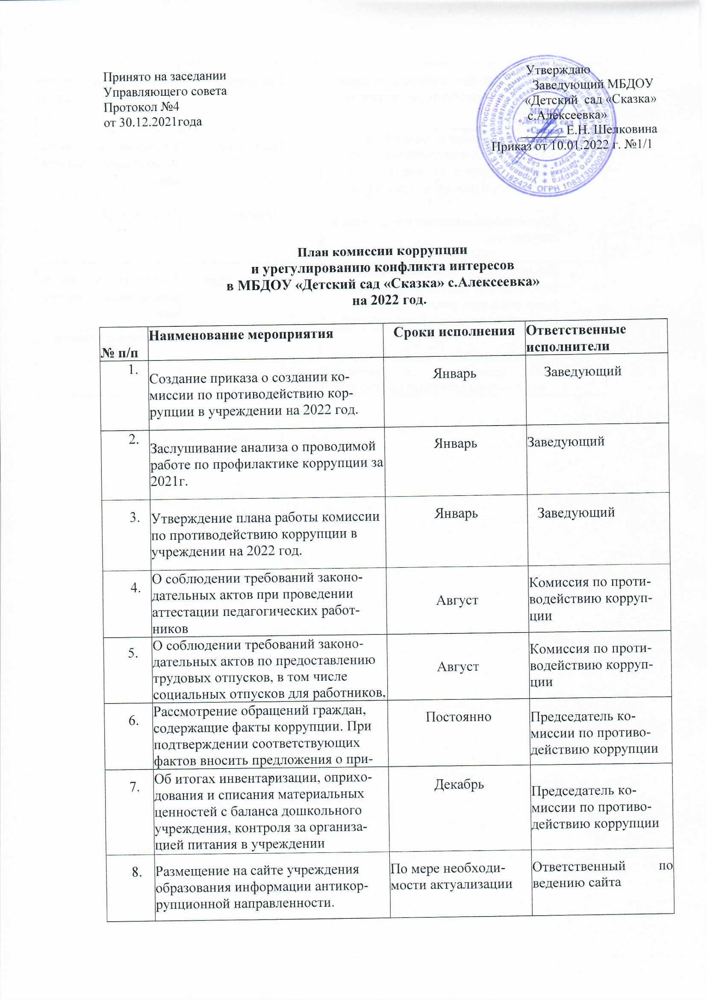 Принято на заседании
Управляющего совета
Протокол №4
от 30.12.2021года
Утверждаю
Заведующий МБДОУ
«Детский сад «Сказка»
с.Алексеевка»
Е.Н. Шелковина
Приказ от 10.01.2022 г. №1/1
МБДОУ
«Детский сад
«Сказка»
с.Алексеевка»
ИНН 3121182424 ОГРН
План комиссии коррупции
и урегулированию конфликта интересов
в МБДОУ «Детский сад «Сказка» с.Алексеевка»
на 2022 год.
№ п/п
Наименование мероприятия
Сроки исполнения
Ответственные
исполнители
1.
Создание приказа о создании ко-
миссии по противодействию кор-
рупции в учреждении на 2022 год.
Январь
Заведующий
2.
Заслушивание анализа о проводимой
работе по профилактике коррупции за
2021г.
Январь
Заведующий
3.
Утверждение плана работы комиссии
по противодействию коррупции в
учреждении на 2022 год.
Январь
Заведующий
4.
О соблюдении требований законо-
дательных актов при проведении
аттестации педагогических работ-
ников
Август
Комиссия по проти-
водействию корруп-
ции
5.
О соблюдении требований законо-
дательных актов по предоставлению
трудовых отпусков, в том числе
социальных отпусков для работников,
Август
Комиссия по проти-
водействию корруп-
ции
6.
Рассмотрение обращений граждан,
содержащие факты коррупции. При
подтверждении соответствующих
фактов вносить предложения о при-
Постоянно
Председатель ко-
миссии по противо-
действию коррупции
7.
Об итогах инвентаризации, оприхо-
дования и списания материальных
ценностей с баланса дошкольного
учреждения, контроля за организа-
цией питания в учреждении
Декабрь
Председатель ко-
миссии по противо-
действию коррупции
8.
Размещение на сайте учреждения
образования информации антикор-
рупционной направленности.
По мере необходи-
мости актуализации
Ответственный по
ведению сайта